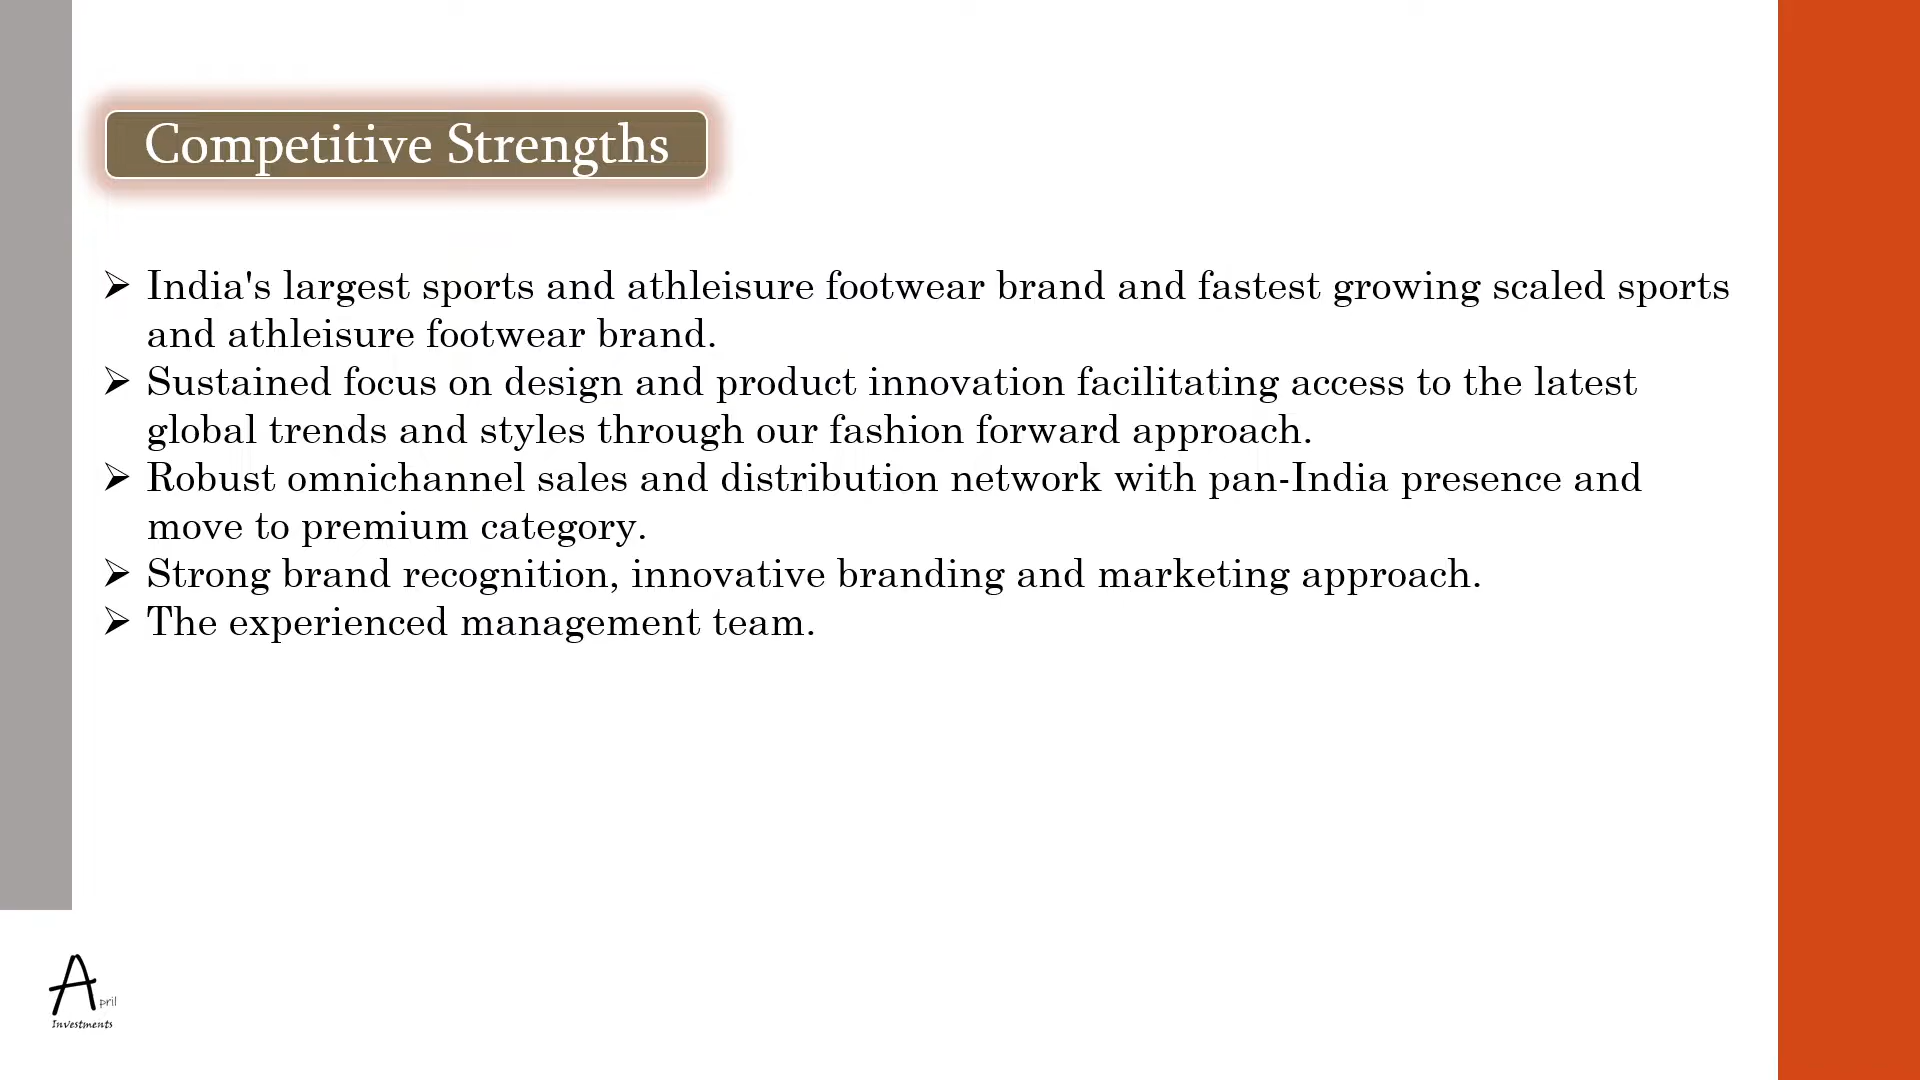 Competitive Strengths
India's largest sports and athleisure footwear brand and fastest growing scaled sports
and athleisure footwear brand.
Sustained focus on design and product innovation facilitating access to the latest
global trends and styles through our fashion forward approach.
Robust omnichannel sales and distribution network with pan-India presence and
move to premium category.
Strong brand recognition, innovative branding and marketing approach.
The experienced management team.
April
Investments